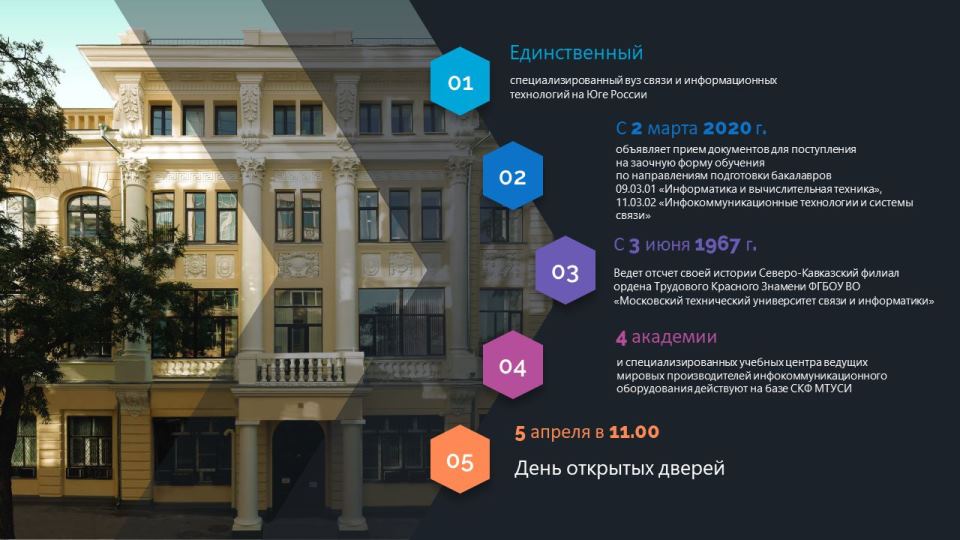 01
Единственный
специализированный вуз связи и информационных
технологий на Юге России
02
С 2 марта 2020 г.
объявляет прием документов для поступления
на заочную форму обучения
по направлениям подготовки бакалавров
09.03.01 «Информатика и вычислительная техника»,
11.03.02 «Инфокоммуникационные технологии и системы
связи»
03
С 3 июня 1967 г.
Ведет отсчет своей истории Северо-Кавказский филиал
ордена Трудового Красного Знамени ФГБОУ ВО
«Московский технический университет связи и информатики»
04
4 академии
и специализированных учебных центра ведущих
мировых производителей инфокоммуникационного
оборудования действуют на базе СКФ МТУСИ
05
5 апреля в 11.00
День открытых дверей